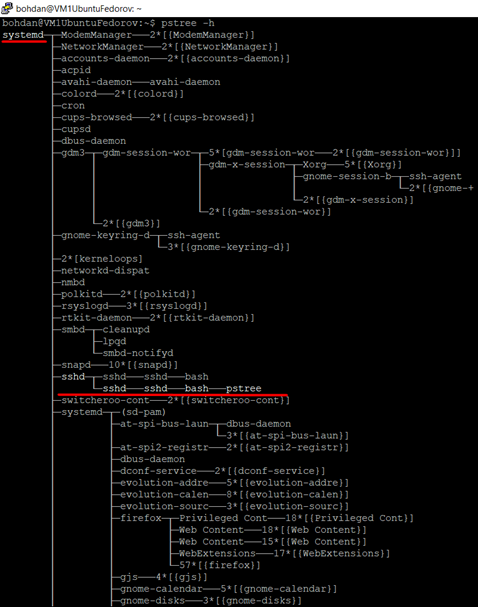 bohdan@VM1UbuntuFedorov: ~
bohdan@VM1UbuntuFedorov:~$ pstree -h
systemd─┬─ModemManager───2*[{ModemManager}]
        ├─NetworkManager───2*[{NetworkManager}]
        ├─accounts-daemon───2*[{accounts-daemon}]
        ├─acpid
        ├─avahi-daemon───avahi-daemon
        ├─colord───2*[{colord}]
        ├─cron
        ├─cups-browsed───2*[{cups-browsed}]
        ├─cupsd
        ├─dbus-daemon
        ├─gdm3─┬─gdm-session-wor─┬─5*[gdm-session-wor───2*[{gdm-session-wor}]]
        │      │                 ├─gdm-x-session─┬─Xorg───5*[{Xorg}]
        │      │                 │               ├─gnome-session-b─┬─ssh-agent
        │      │                 │               │                 └─2*[{gnome-+
        │      │                 │               └─2*[{gdm-x-session}]
        │      │                 └─2*[{gdm-session-wor}]
        │      └─2*[{gdm3}]
        ├─gnome-keyring-d─┬─ssh-agent
        │                 └─3*[{gnome-keyring-d}]
        ├─2*[kerneloops]
        ├─networkd-dispat
        ├─nmbd
        ├─polkitd───2*[{polkitd}]
        ├─rsyslogd───3*[{rsyslogd}]
        ├─rtkit-daemon───2*[{rtkit-daemon}]
        ├─smbd─┬─cleanupd
        │      ├─lpqd
        │      └─smbd-notifyd
        ├─snapd───10*[{snapd}]
        ├─sshd─┬─sshd───sshd───bash
        │      └─sshd───sshd───bash───pstree
        ├─switcheroo-cont───2*[{switcheroo-cont}]
        ├─systemd─┬─(sd-pam)
        │         ├─at-spi-bus-laun─┬─dbus-daemon
        │         │                 └─3*[{at-spi-bus-laun}]
        │         ├─at-spi2-registr───2*[{at-spi2-registr}]
        │         ├─dbus-daemon
        │         ├─dconf-service───2*[{dconf-service}]
        │         ├─evolution-addre───5*[{evolution-addre}]
        │         ├─evolution-calen───8*[{evolution-calen}]
        │         ├─evolution-sourc───3*[{evolution-sourc}]
        │         ├─firefox─┬─Privileged Cont───18*[{Privileged Cont}]
        │         │         ├─Web Content───18*[{Web Content}]
        │         │         ├─Web Content───15*[{Web Content}]
        │         │         ├─WebExtensions───17*[{WebExtensions}]
        │         │         └─57*[{firefox}]
        │         ├─gjs───4*[{gjs}]
        │         ├─gnome-calendar───5*[{gnome-calendar}]
        │         ├─gnome-disks───3*[{gnome-disks}]